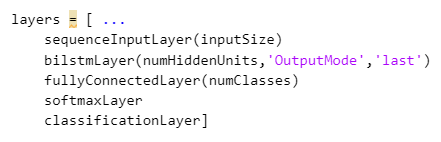 layers = [ ...
    sequenceInputLayer(inputSize)
    bilstmLayer(numHiddenUnits,'OutputMode','last')
    fullyConnectedLayer(numClasses)
    softmaxLayer
    classificationLayer]